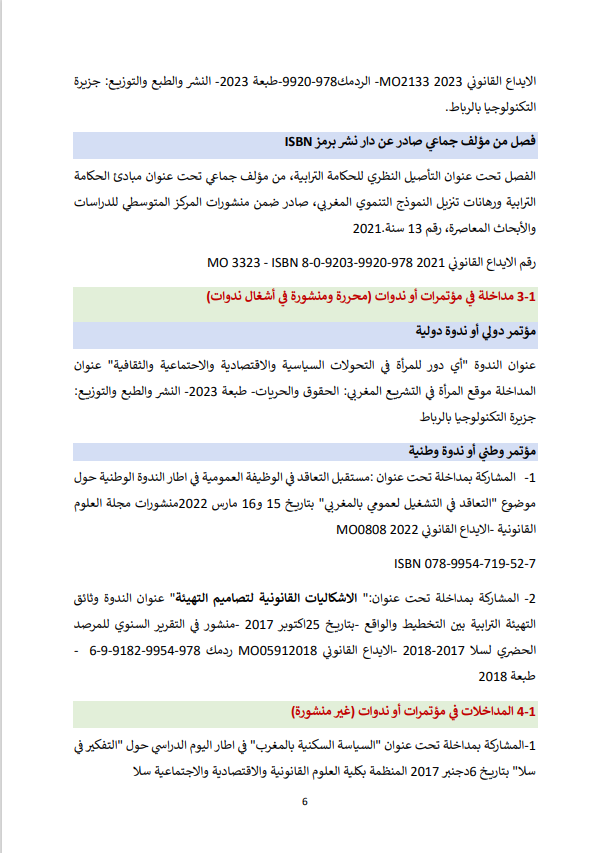 الايداع القانوني MO2133 2023- الردمك978-9920-طبعة 2023- النشر والطبع والتوزيع: جزيرة
التكنولوجيا بالرباط.
فصل من مؤلف جماعي صادر عن دار نشر برمز ISBN
الفصل تحت عنوان التأصيل النظري للحكامة الترابية، من مؤلف جماعي تحت عنوان مبادئ الحكامة
الترابية ورهانات تنزيل النموذج التنموي المغربي، صادر ضمن منشورات المركز المتوسطي للدراسات
والأبحاث المعاصرة، رقم 13 سنة.2021
رقم الايداع القانوني 2021 MO 3323 - ISBN 8-0-9203-9920-978
3-1 مداخلة في مؤتمرات أو ندوات (محررة ومنشورة في أشغال ندوات)
مؤتمر دولي أو ندوة دولية
عنوان الندوة "أي دور للمرأة في التحولات السياسية والاقتصادية والاحتماعية والثقافية" عنوان
المداخلة موقع المرأة في التشريع المغربي: الحقوق والحريات- طبعة 2023- النشر والطبع والتوزيع:
جزيرة التكنولوجيا بالرباط
مؤتمر وطني أو ندوة وطنية
1- المشاركة بمداخلة تحت عنوان :مستقبل التعاقد في الوظيفة العمومية في اطار الندوة الوطنية حول
موضوع "التعاقد في التشغيل لعمومي بالمغربي" بتاريخ 15 و16 مارس 2022منشورات مجلة العلوم
القانونية -الايداع القانوني 2022 MO0808
ISBN 078-9954-719-52-7
2- المشاركة بمداخلة تحت عنوان:" الاشكاليات القانونية لتصاميم التهيئة" عنوان الندوة وثائق
التهيئة الترابية بين التخطيط والواقع -بتاريخ 25اكتوبر 2017 -منشور في التقرير السنوي للمرصد
الحضري لسلا 2017-2018 -الايداع القانوني MO05912018 ردمك 978-9954-9182-9-6 -
طبعة 2018
4-1 المداخلات في مؤتمرات أو ندوات (غير منشورة)
1-المشاركة بمداخلة تحت عنوان "السياسة السكنية بالمغرب" في اطار اليوم الدراسي حول "التفكير في
سلا" بتاريخ 6دجنبر 2017 المنظمة بكلية العلوم القانونية والاقتصادية والاجتماعية سلا
6